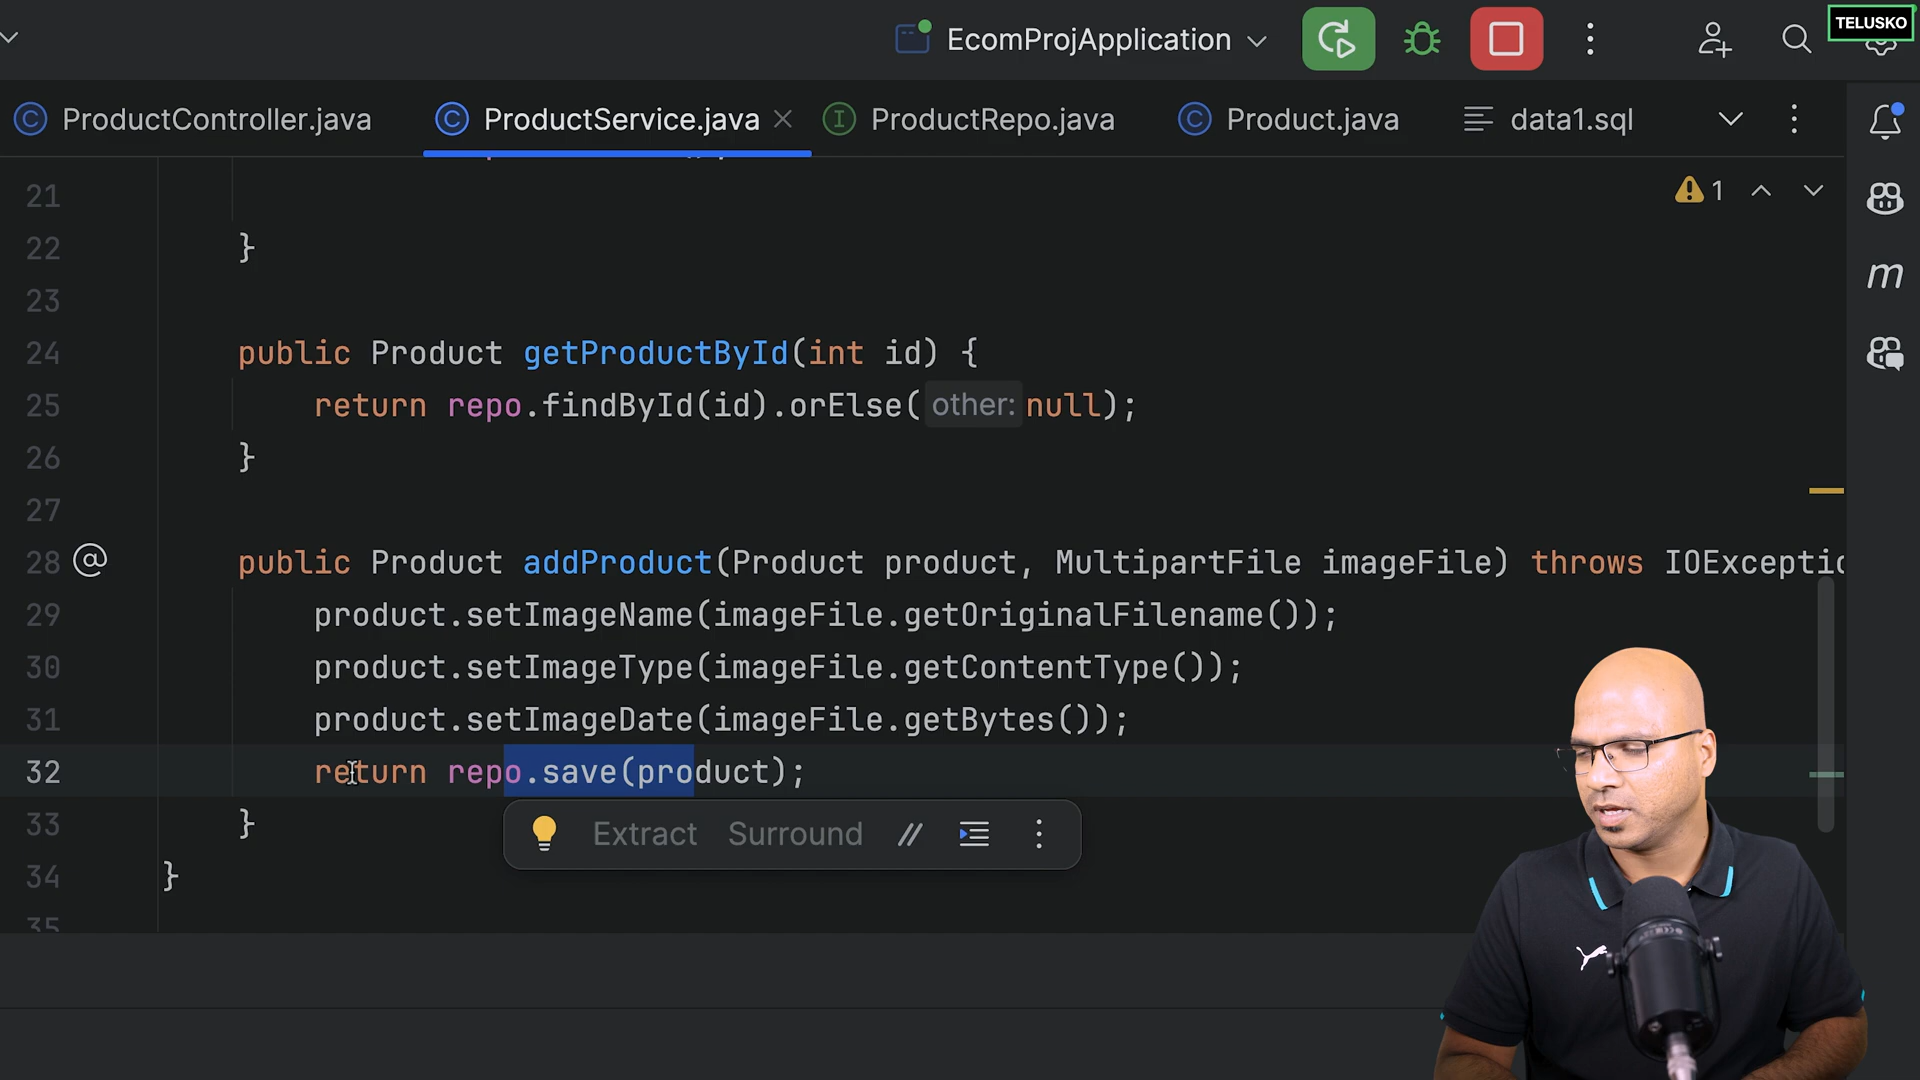 EcomProjApplication
TELUSKO
ProductController.java
ProductService.java
ProductRepo.java
Product.java
data1.sql
21
1
22 }
23
24 public Product getProductById(int id) {
25 return repo.findById(id).orElse( other: null);
26 }
27
28 @ public Product addProduct(Product product, MultipartFile imageFile) throws IOExceptio
29 product.setImageName(imageFile.getOriginalFilename());
30 product.setImageType(imageFile.getContentType());
31 product.setImageDate(imageFile.getBytes());
32 return repo.save(product);
33 }
Extract Surround //
34 }
35
m